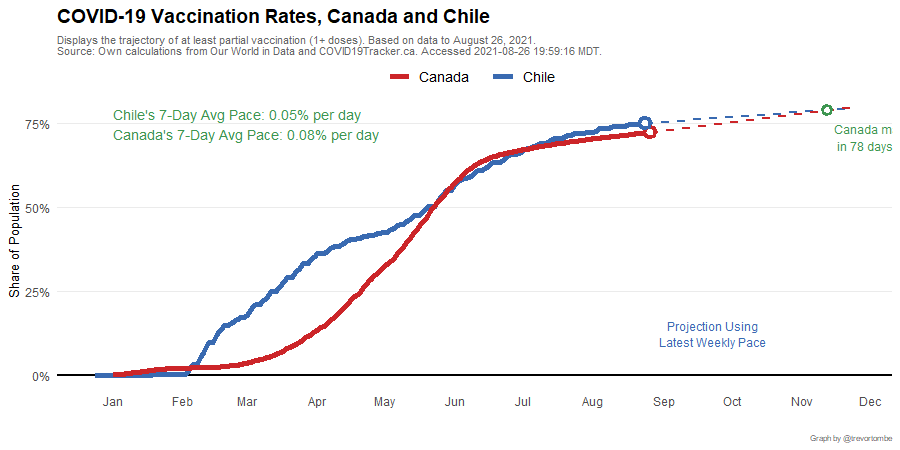 COVID-19 Vaccination Rates, Canada and Chile
Displays the trajectory of at least partial vaccination (1+ doses). Based on data to August 26, 2021.
Source: Own calculations from Our World in Data and COVID19Tracker.ca. Accessed 2021-08-26 19:59:16 MDT.
Canada Chile
Chile's 7-Day Avg Pace: 0.05% per day
Canada's 7-Day Avg Pace: 0.08% per day
Canada m
in 78 days
Share of Population
75%
50%
25%
0%
Projection Using
Latest Weekly Pace
Jan Feb Mar Apr May Jun Jul Aug Sep Oct Nov Dec
Graph by @trevortombe